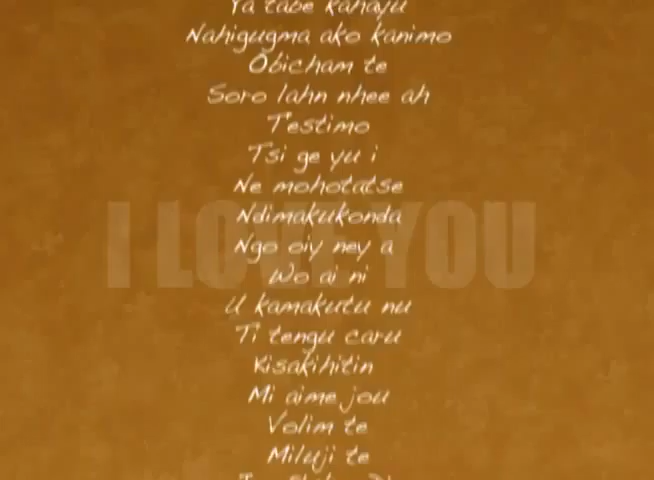 Ya tabe kahayu
Nahigugma ako kanimo
Obicham te
Soro lahn nhee ah
T'estimo
Tsi ge yu i
Ne mohotatse
Ndimakukonda
I LOVE YOU
Ngo oiy ney a
Wo ai ni
U kamakutu nu
Ti tengu caru
Kisakihitin
Mi aime jou
Volim te
Miluji te